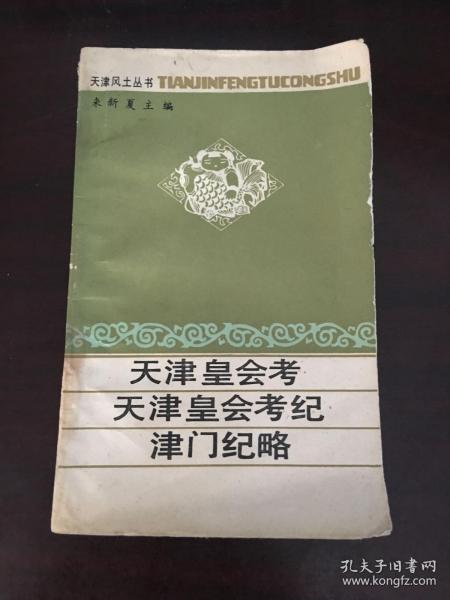 天津风土丛书 TIANJINFENGTUCONGSHU
来新夏主编
天津皇会考
天津皇会考纪
津门纪略
孔夫子旧书网
www.kongfz.com